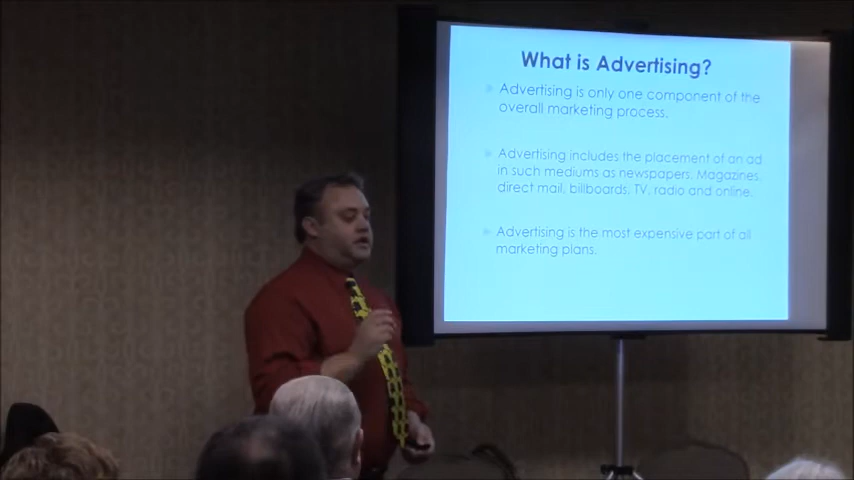 What is Advertising?
Advertising is only one component of the
overall marketing process.
Advertising includes the placement of an ad
in such mediums as newspapers, Magazines,
direct mail, billboards, TV, radio and online.
Advertising is the most expensive part of all
marketing plans.